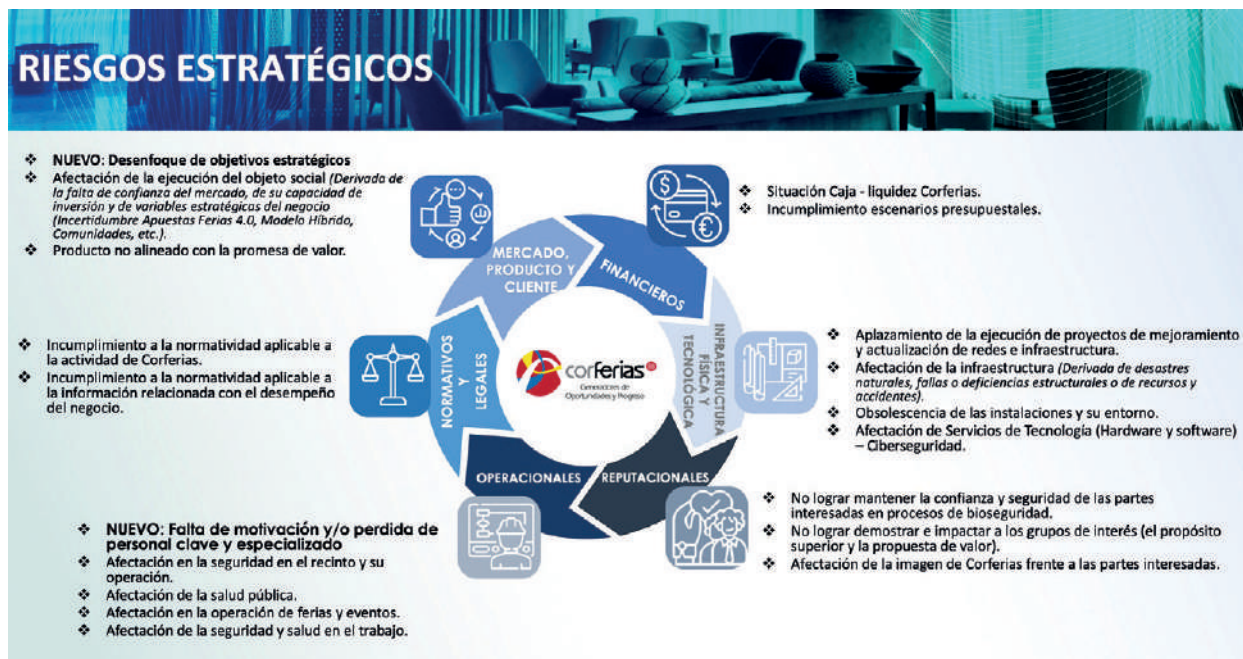 RIESGOS ESTRATÉGICOS
❖ NUEVO: Desenfoque de objetivos estratégicos
❖ Afectación de la ejecución del objeto social (Derivada de
la falta de confianza del mercado, de su capacidad de
inversión y de variables estratégicas del negocio
(Incertidumbre Apuestas Ferias 4.0, Modelo Híbrido,
Comunidades, etc.).
❖ Producto no alineado con la promesa de valor.
❖ Situación Caja - liquidez Corferias.
❖ Incumplimiento escenarios presupuestales.
MERCADO,
PRODUCTO Y
CLIENTE
FINANCIEROS
❖ Incumplimiento a la normatividad aplicable a
la actividad de Corferias.
❖ Incumplimiento a la normatividad aplicable a
la información relacionada con el desempeño
del negocio.
NORMATIVOS
Y
LEGALES
corferias
Generadores de
Oportunidades y Progreso
INFRAESTRUCTURA
FÍSICA Y
TECNOLÓGICA
❖ Aplazamiento de la ejecución de proyectos de mejoramiento
y actualización de redes e infraestructura.
❖ Afectación de la infraestructura (Derivada de desastres
naturales, fallas o deficiencias estructurales o de recursos y
accidentes).
❖ Obsolescencia de las instalaciones y su entorno.
❖ Afectación de Servicios de Tecnología (Hardware y software)
– Ciberseguridad.
OPERACIONALES
REPUTACIONALES
❖ NUEVO: Falta de motivación y/o perdida de
personal clave y especializado
❖ Afectación en la seguridad en el recinto y su
operación.
❖ Afectación de la salud pública.
❖ Afectación en la operación de ferias y eventos.
❖ Afectación de la seguridad y salud en el trabajo.
❖ No lograr mantener la confianza y seguridad de las partes
interesadas en procesos de bioseguridad.
❖ No lograr demostrar e impactar a los grupos de interés (el propósito
superior y la propuesta de valor).
❖ Afectación de la imagen de Corferias frente a las partes interesadas.